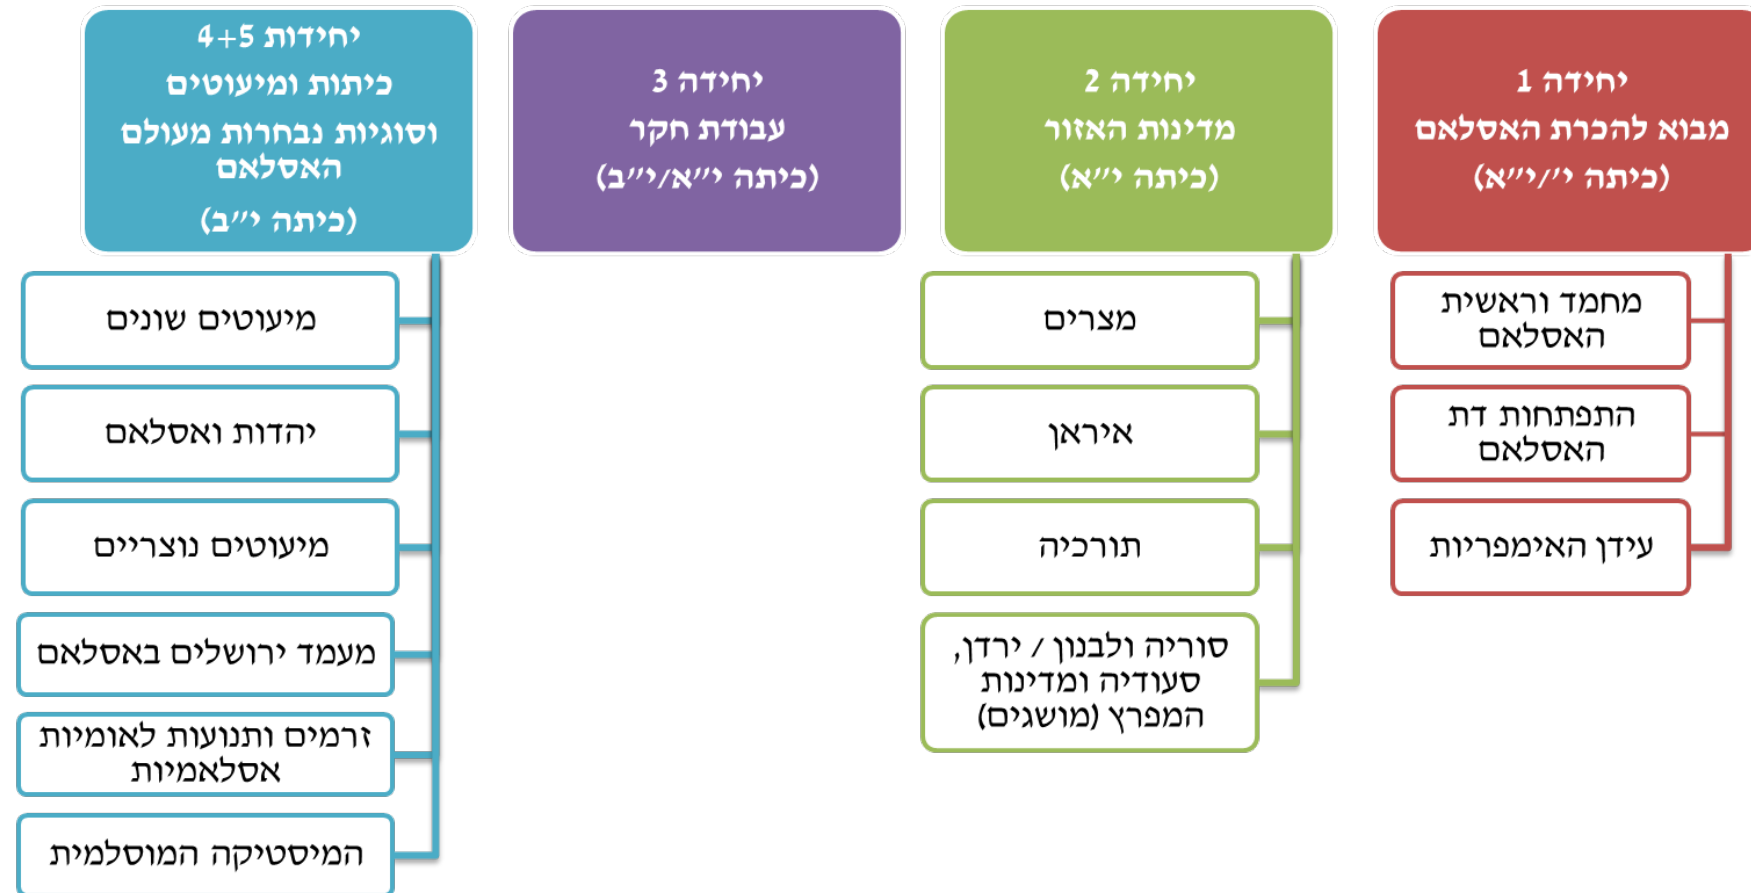 יחידה 1
מבוא להכרת האסלאם
(כיתה י'/י"א)
מחמד וראשית
האסלאם
התפתחות דת
האסלאם
עידן האימפריות
יחידה 2
מדינות האזור
(כיתה י"א)
מצרים
איראן
תורכיה
סוריה ולבנון / ירדן,
סעודיה ומדינות
המפרץ (מושגים)
יחידה 3
עבודת חקר
(כיתה י"א/י"ב)
יחידות 4+5
כיתות ומיעוטים
וסוגיות נבחרות מעולם
האסלאם
(כיתה י"ב)
מיעוטים שונים
יהדות ואסלאם
מיעוטים נוצריים
מעמד ירושלים באסלאם
זרמים ותנועות לאומיות
אסלאמיות
המיסטיקה המוסלמית